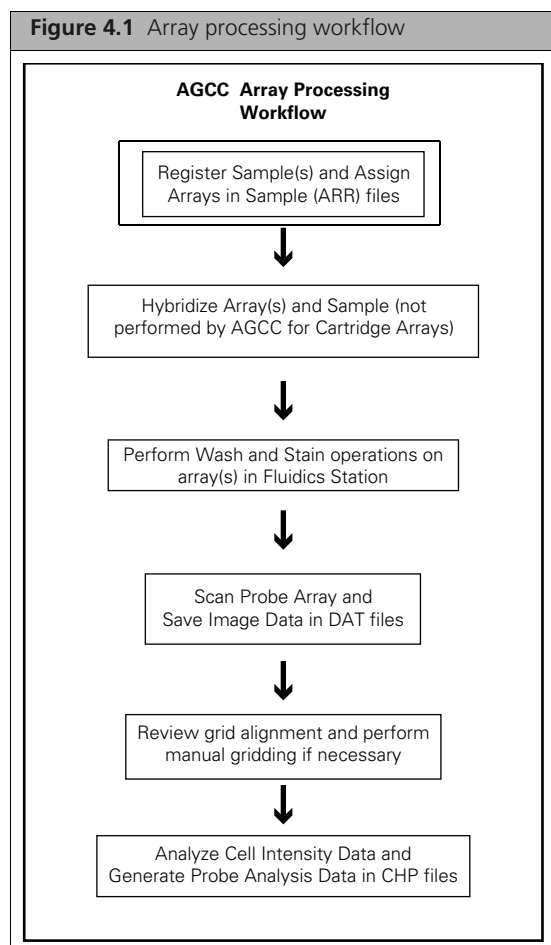 Figure 4.1 Array processing workflow
AGCC Array Processing
Workflow
Register Sample(s) and Assign
Arrays in Sample (ARR) files
Hybridize Array(s) and Sample (not
performed by AGCC for Cartridge Arrays)
Perform Wash and Stain operations on
array(s) in Fluidics Station
Scan Probe Array and
Save Image Data in DAT files
Review grid alignment and perform
manual gridding if necessary
Analyze Cell Intensity Data and
Generate Probe Analysis Data in CHP files